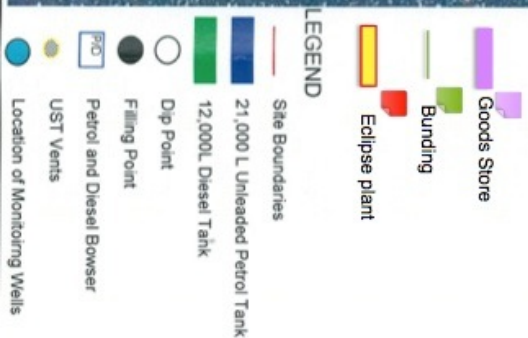 Goods Store
Bunding
Eclipse plant
LEGEND
Site Boundaries
21,000 L Unleaded Petrol Tank
12,000L Diesel Tank
Dip Point
Filling Point
P/D
Petrol and Diesel Bowser
UST Vents
Location of Monitoirng Wells